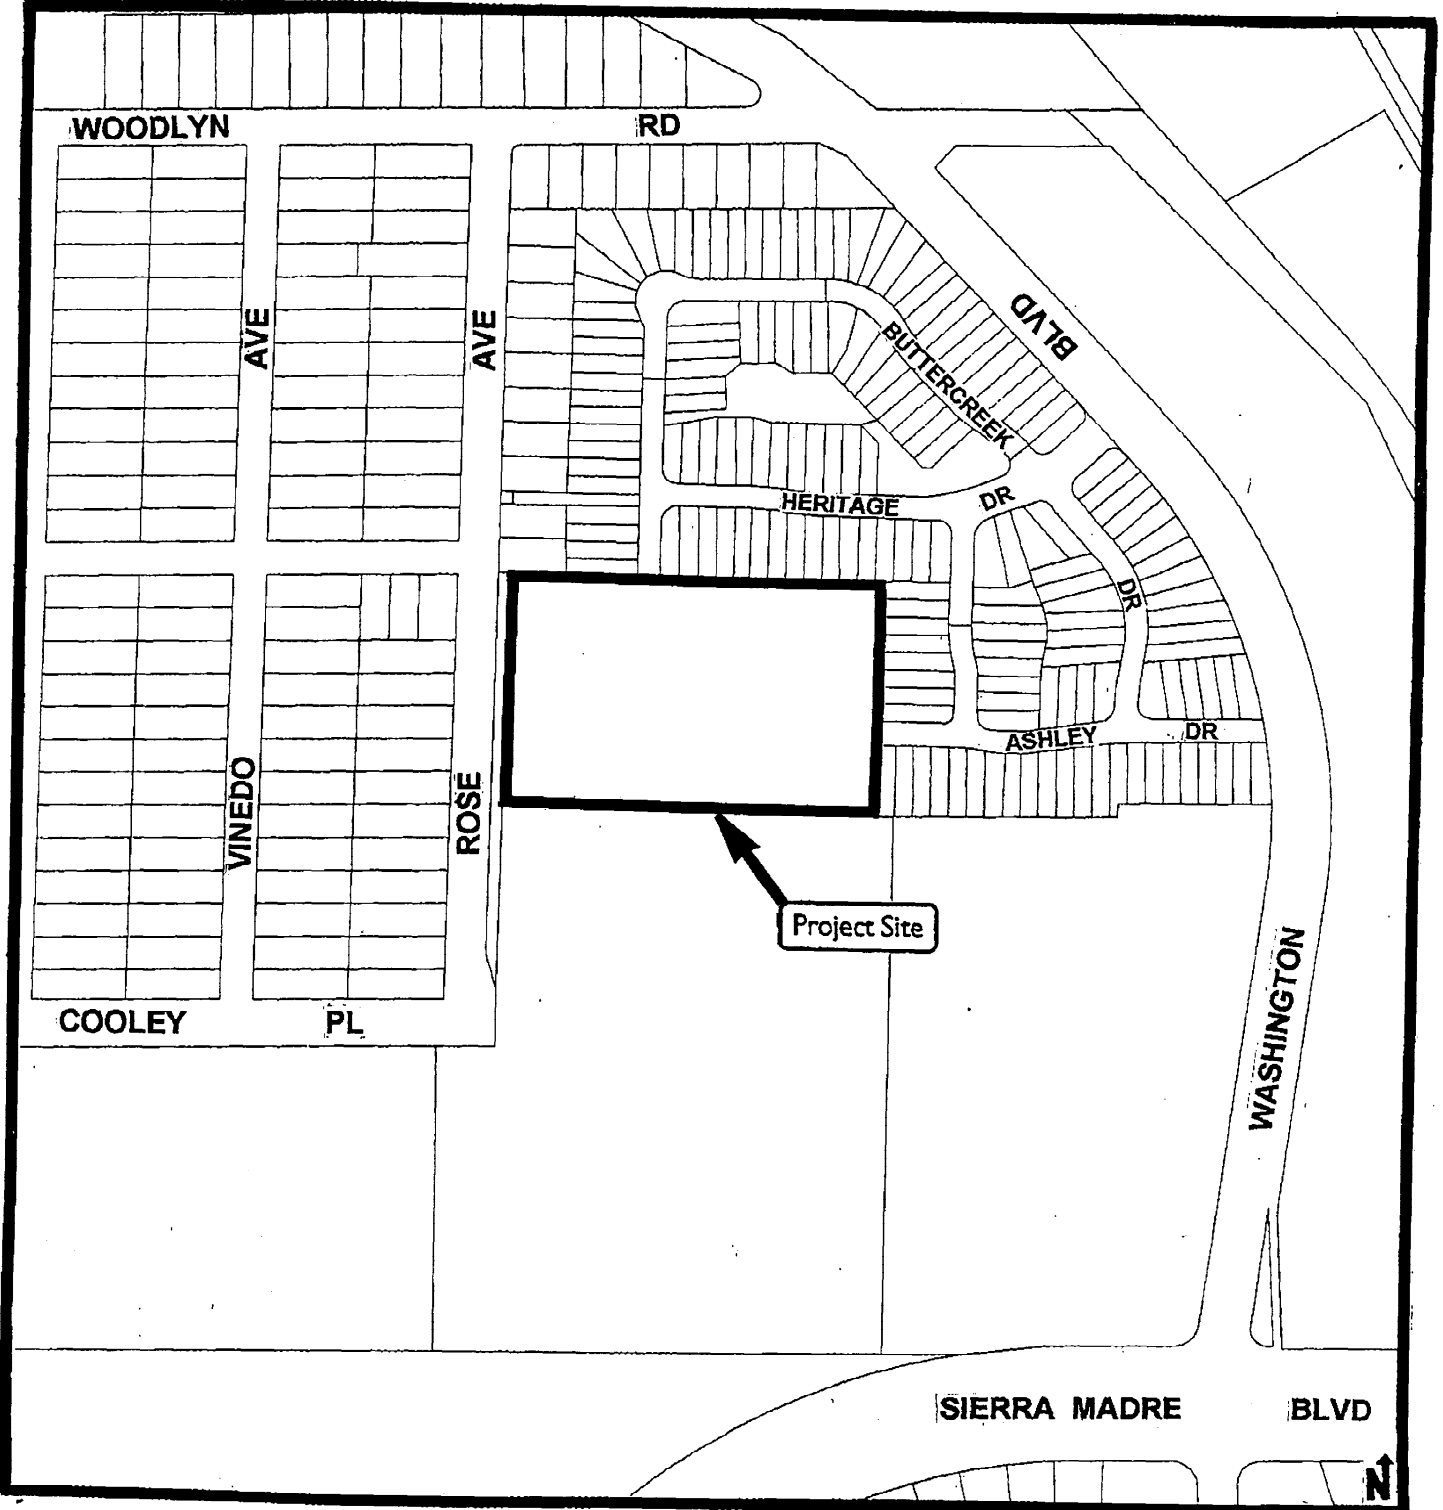 WOODLYN RD
AVE
AVE
BLVD
BUTTERCREEK
HERITAGE DR
DR
ASHLEY DR
VINEDO
ROSE
Project Site
WASHINGTON
COOLEY PL
SIERRA MADRE BLVD
N